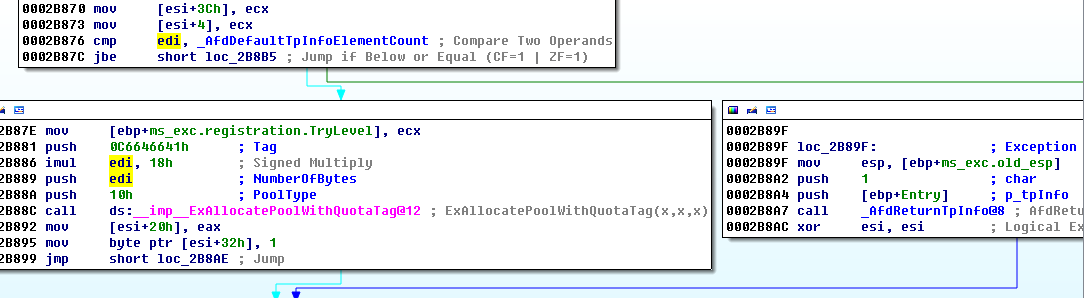 0002B870 mov [esi+3Ch], ecx
0002B873 mov [esi+4], ecx
0002B876 cmp edi, _AfdDefaultTpInfoElementCount ; Compare Two Operands
0002B87C jbe short loc_2B8B5 ; Jump if Below or Equal (CF=1 | ZF=1)
2B87E mov [ebp+ms_exc.registration.TryLevel], ecx
2B881 push 0C6646641h ; Tag
2B886 imul edi, 18h ; Signed Multiply
2B889 push edi ; NumberOfBytes
2B88A push 10h ; PoolType
2B88C call ds:__imp__ExAllocatePoolWithQuotaTag@12 ; ExAllocatePoolWithQuotaTag(x,x,x)
2B892 mov [esi+20h], eax
2B895 mov byte ptr [esi+32h], 1
2B899 jmp short loc_2B8AE ; Jump
0002B89F
0002B89F loc_2B89F: ; Exception
0002B89F mov esp, [ebp+ms_exc.old_esp]
0002B8A2 push 1 ; char
0002B8A4 push [ebp+Entry] ; p_tpInfo
0002B8A7 call _AfdReturnTpInfo@8 ; AfdRet
0002B8AC xor esi, esi ; Logical Ex